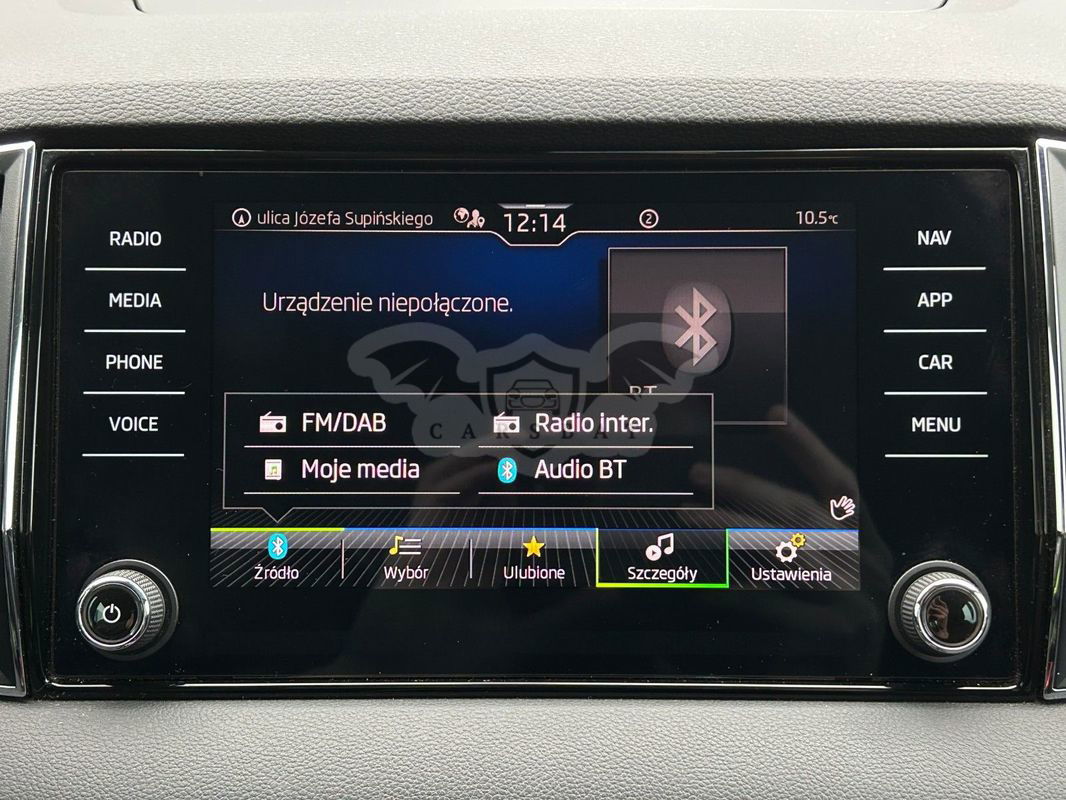 ulica Józefa Supińskiego 12:14 2 10.5°C
RADIO
MEDIA
PHONE
VOICE
Urządzenie niepołączone.
BT
FM/DAB Radio inter.
CARSBAY
Moje media Audio BT
Źródło Wybór Ulubione Szczegóły Ustawienia
NAV
APP
CAR
MENU